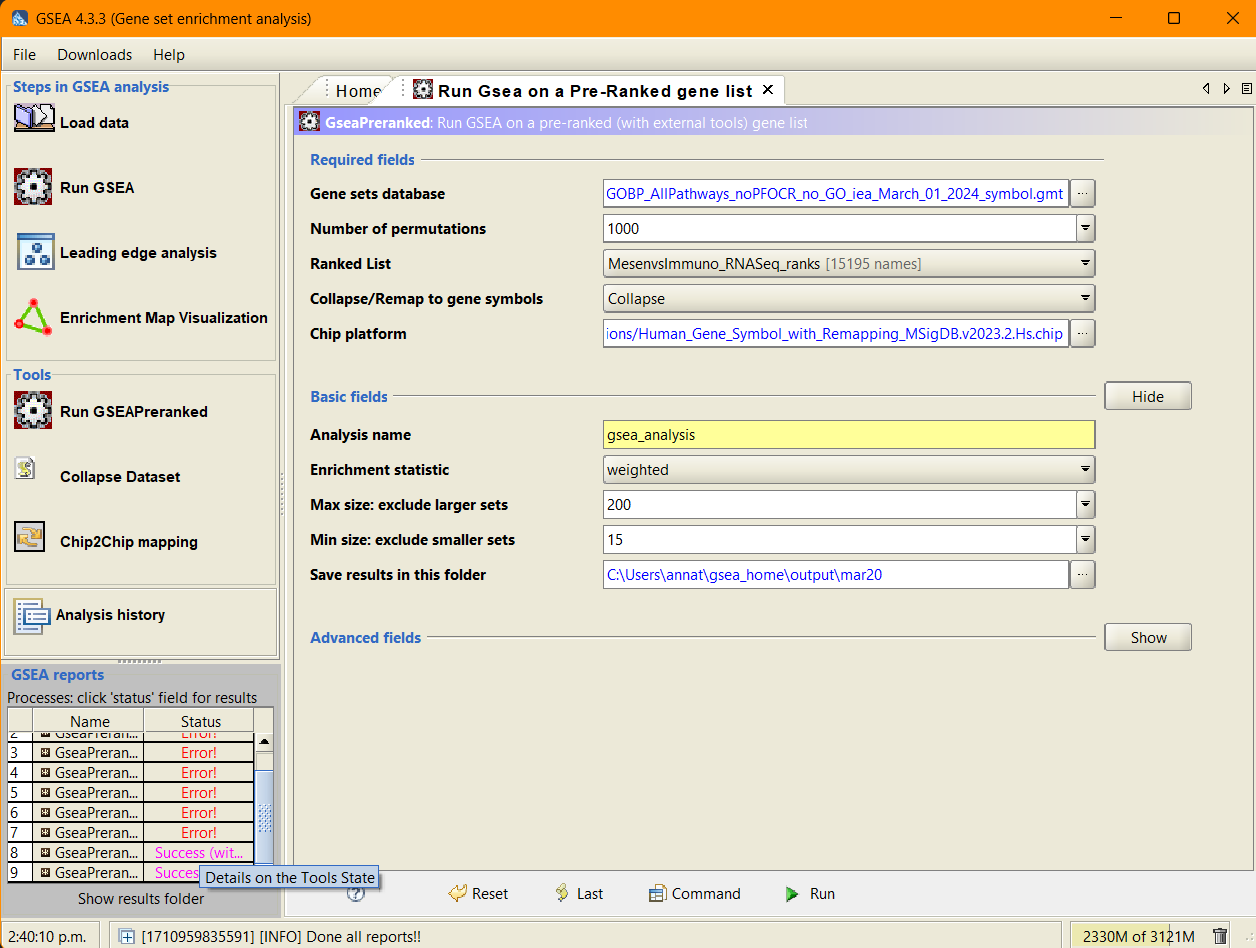 GSEA 4.3.3 (Gene set enrichment analysis)
File Downloads Help
Steps in GSEA analysis
Load data
Run GSEA
Leading edge analysis
Enrichment Map Visualization
Tools
Run GSEAPreranked
Collapse Dataset
Chip2Chip mapping
Analysis history
GSEA reports
Processes: click 'status' field for results
Name Status
2 GseaPreran... Error!
3 GseaPreran... Error!
4 GseaPreran... Error!
5 GseaPreran... Error!
6 GseaPreran... Error!
7 GseaPreran... Error!
8 GseaPreran... Success (wit...
9 GseaPreran... Succes
Details on the Tools State
Show results folder
Home Run Gsea on a Pre-Ranked gene list
GseaPreranked: Run GSEA on a pre-ranked (with external tools) gene list
Required fields
Gene sets database GOBP_AllPathways_noPFOCR_no_GO_iea_March_01_2024_symbol.gmt ...
Number of permutations 1000
Ranked List MesenvsImmuno_RNASeq_ranks [15195 names]
Collapse/Remap to gene symbols Collapse
Chip platform ions/Human_Gene_Symbol_with_Remapping_MSigDB.v2023.2.Hs.chip ...
Basic fields Hide
Analysis name gsea_analysis
Enrichment statistic weighted
Max size: exclude larger sets 200
Min size: exclude smaller sets 15
Save results in this folder C:\Users\annat\gsea_home\output\mar20 ...
Advanced fields Show
? Reset Last Command Run
2:40:10 p.m. [1710959835591] [INFO] Done all reports!! 2330M of 3121M